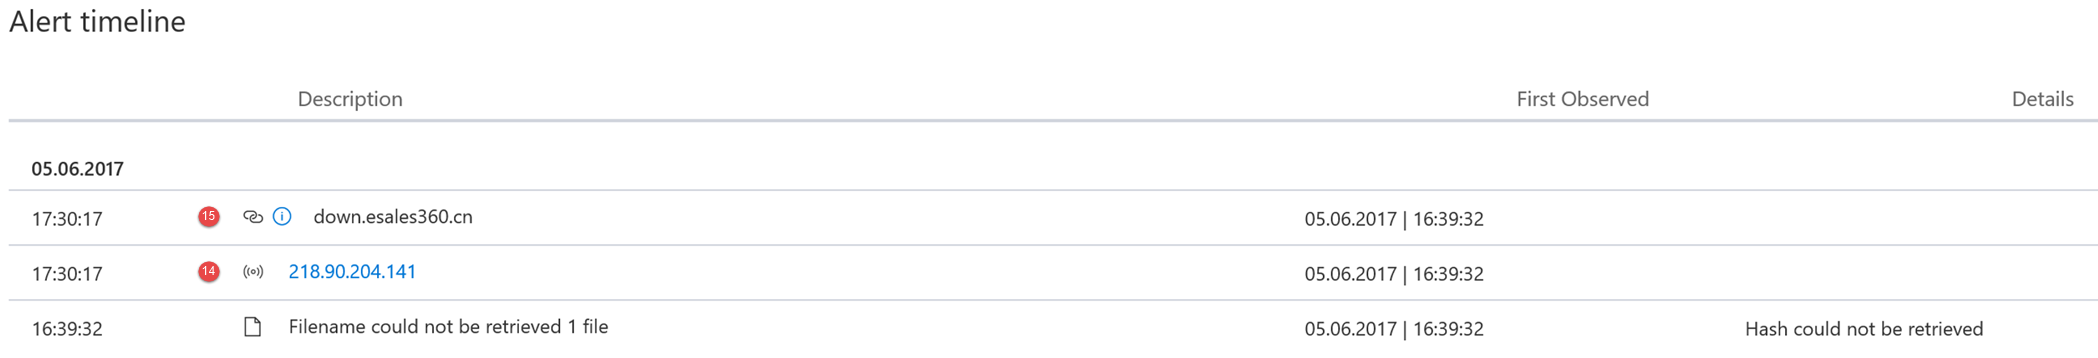 Alert timeline
Description First Observed Details
05.06.2017
17:30:17 15 i down.esales360.cn 05.06.2017 | 16:39:32
17:30:17 14 218.90.204.141 05.06.2017 | 16:39:32
16:39:32 Filename could not be retrieved 1 file 05.06.2017 | 16:39:32 Hash could not be retrieved